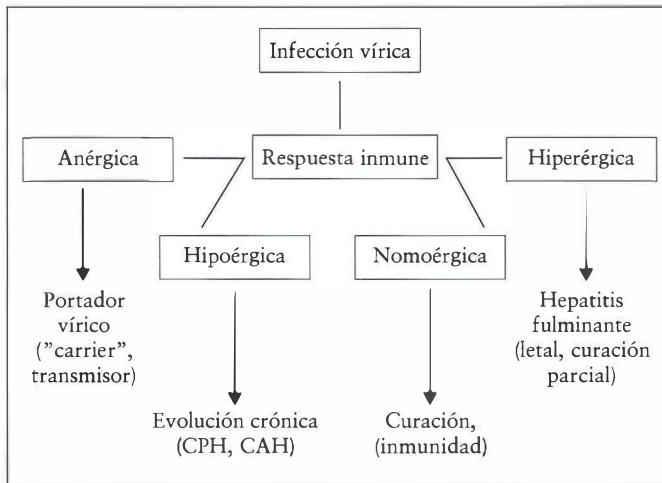 Infección vírica
Anérgica
Respuesta inmune
Hiperérgica
Hipoérgica
Nomoérgica
Portador
vírico
("carrier",
transmisor)
Hepatitis
fulminante
(letal, curación
parcial)
Evolución crónica
(CPH, CAH)
Curación,
(inmunidad)